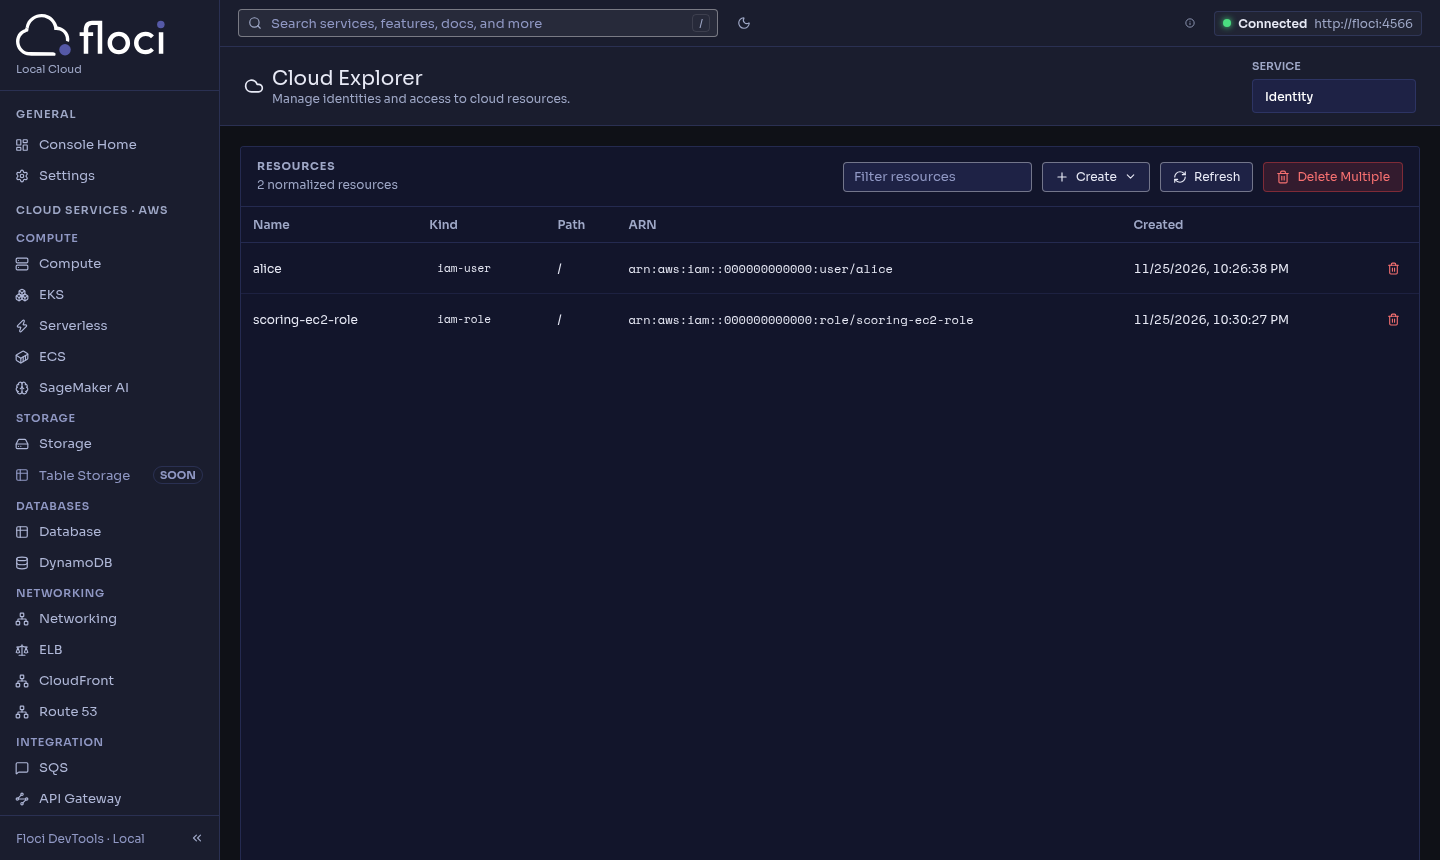 floci
Local Cloud
GENERAL
Console Home
Settings
CLOUD SERVICES · AWS
COMPUTE
Compute
EKS
Serverless
ECS
SageMaker AI
STORAGE
Storage
Table Storage SOON
DATABASES
Database
DynamoDB
NETWORKING
Networking
ELB
CloudFront
Route 53
INTEGRATION
SQS
API Gateway
Floci DevTools · Local
Search services, features, docs, and more /
Connected http://floci:4566
Cloud Explorer
Manage identities and access to cloud resources.
SERVICE
Identity
RESOURCES
2 normalized resources
Filter resources Create Refresh Delete Multiple
Name Kind Path ARN Created
alice iam-user / arn:aws:iam::000000000000:user/alice 11/25/2026, 10:26:38 PM
scoring-ec2-role iam-role / arn:aws:iam::000000000000:role/scoring-ec2-role 11/25/2026, 10:30:27 PM